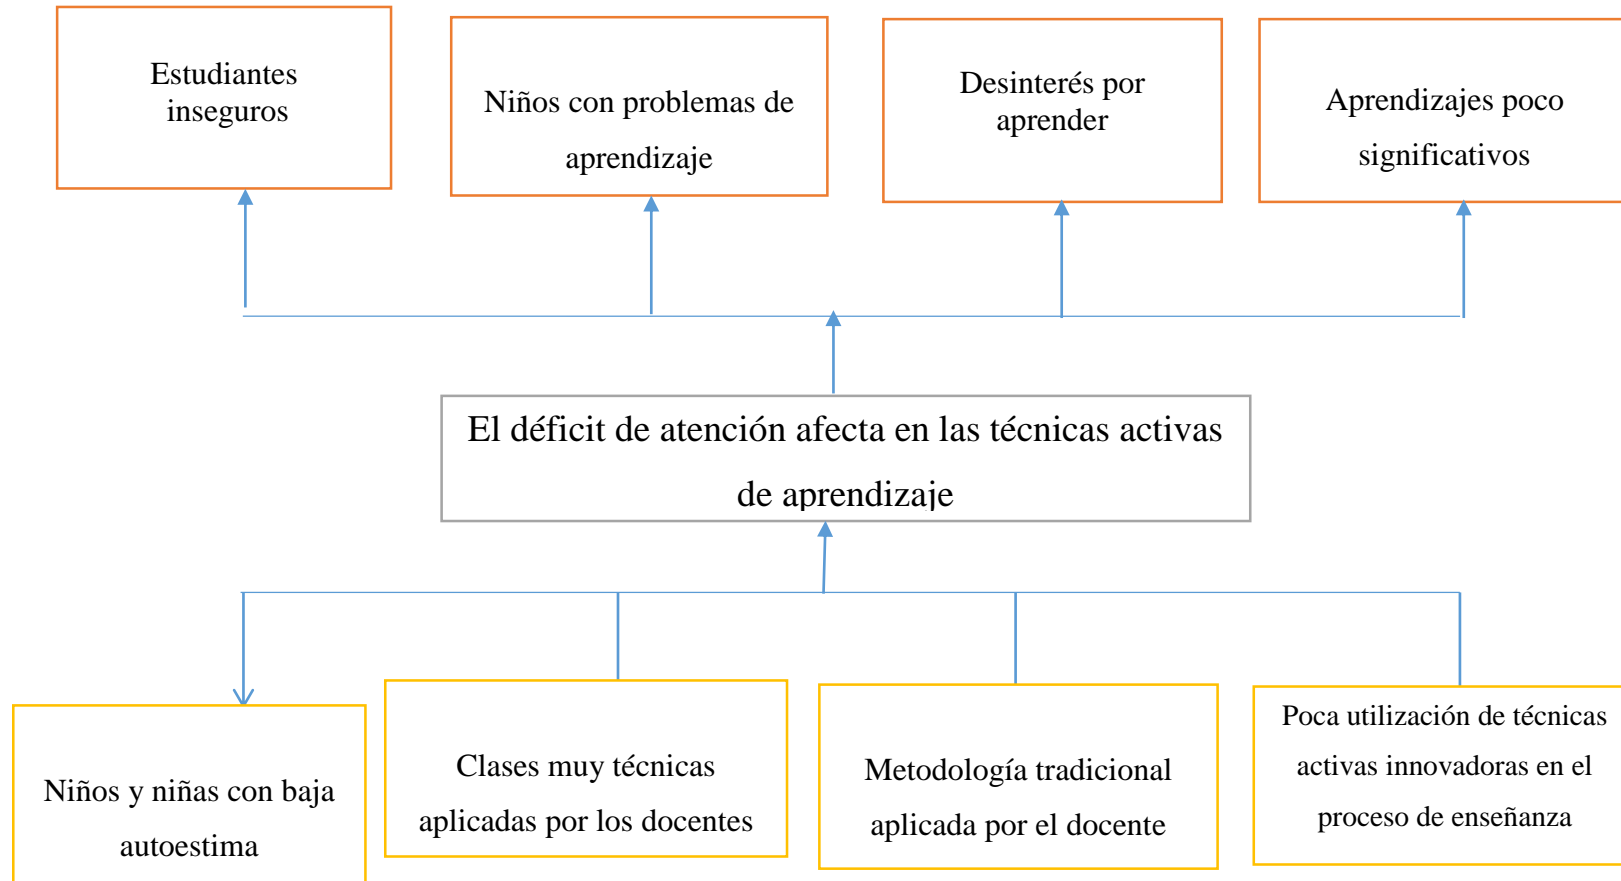 Estudiantes
inseguros
Niños con problemas de
aprendizaje
Desinterés por
aprender
Aprendizajes poco
significativos
El déficit de atención afecta en las técnicas activas
de aprendizaje
Niños y niñas con baja
autoestima
Clases muy técnicas
aplicadas por los docentes
Metodología tradicional
aplicada por el docente
Poca utilización de técnicas
activas innovadoras en el
proceso de enseñanza